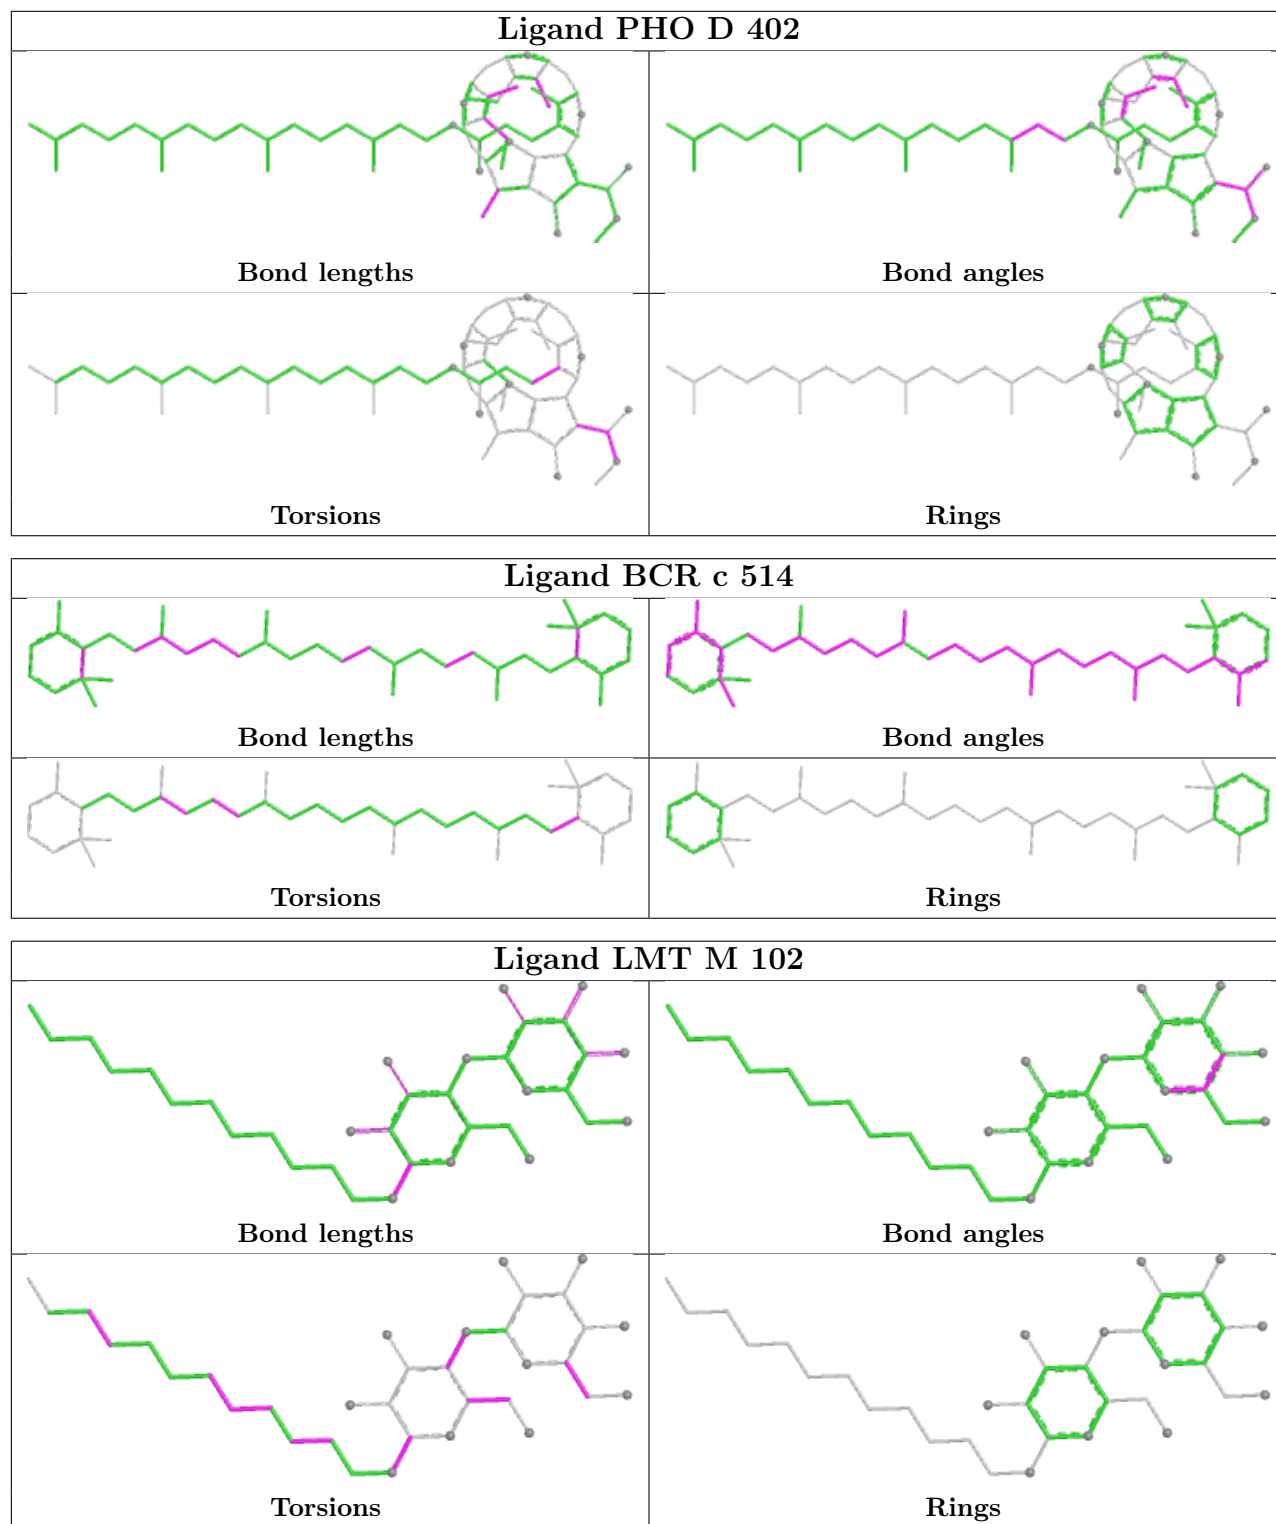 Ligand PHO D 402
Bond lengths
Bond angles
Torsions
Rings
Ligand BCR c 514
Bond lengths
Bond angles
Torsions
Rings
Ligand LMT M 102
Bond lengths
Bond angles
Torsions
Rings